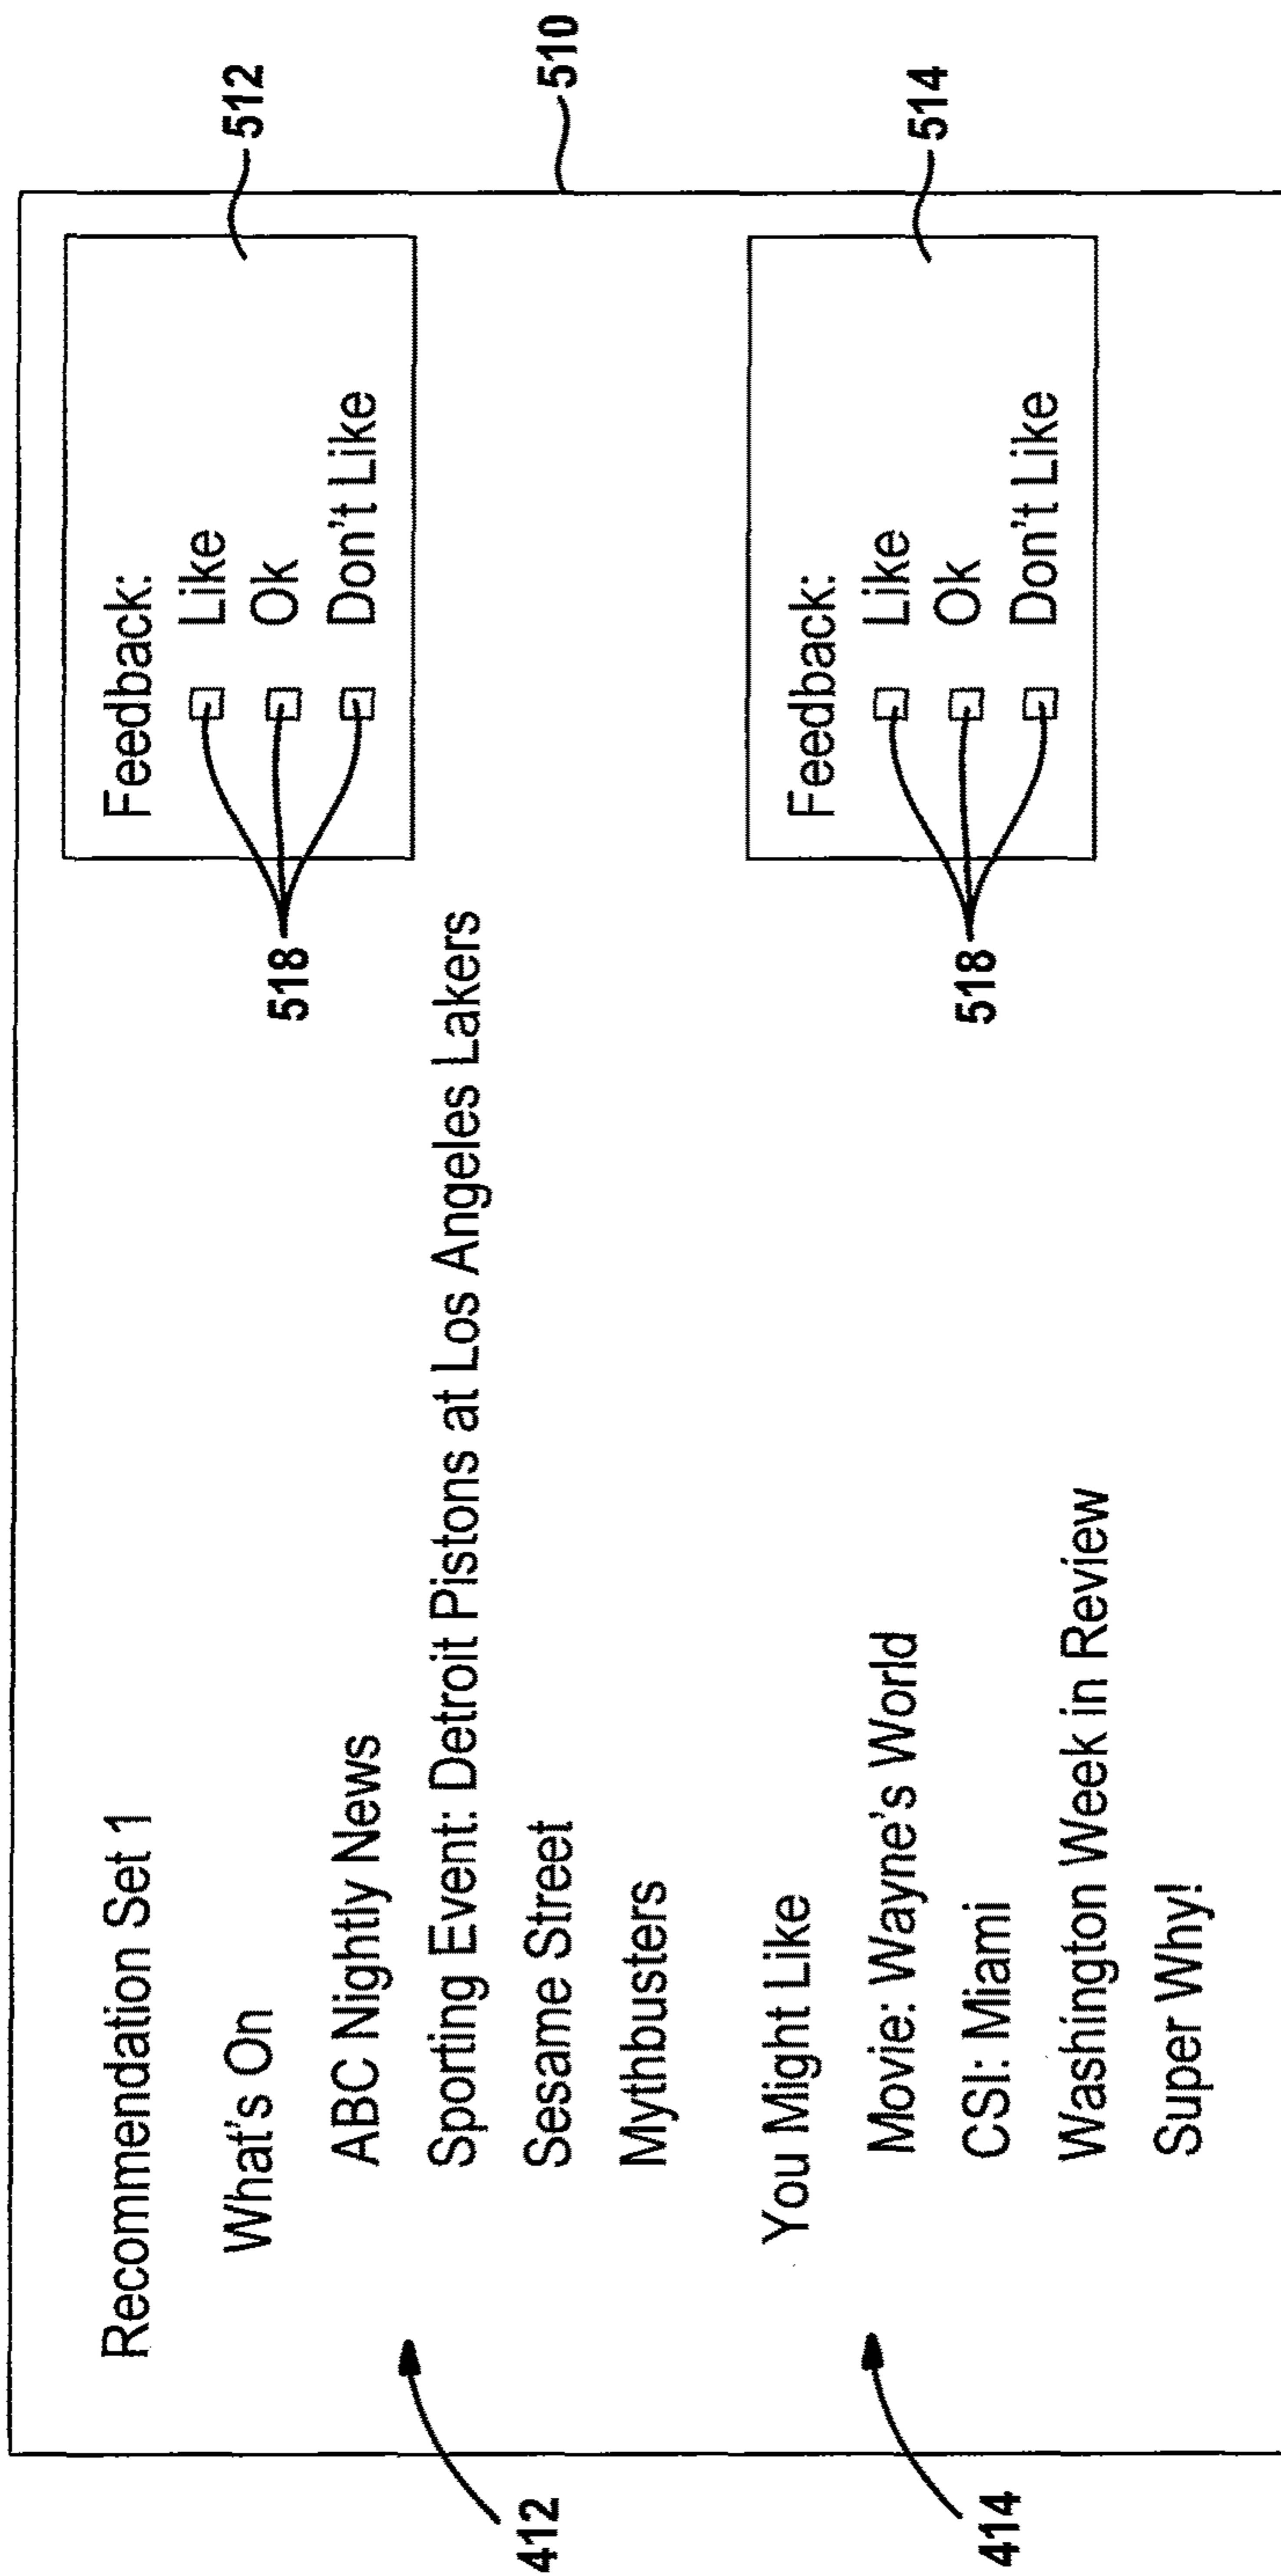 Recommendation Set 1
What's On
ABC Nightly News
Sporting Event: Detroit Pistons at Los Angeles Lakers
Sesame Street
Mythbusters
412
Feedback:
Like
Ok
Don't Like
518
512
510
You Might Like
Movie: Wayne's World
CSI: Miami
Washington Week in Review
Super Why!
414
Feedback:
Like
Ok
Don't Like
518
514